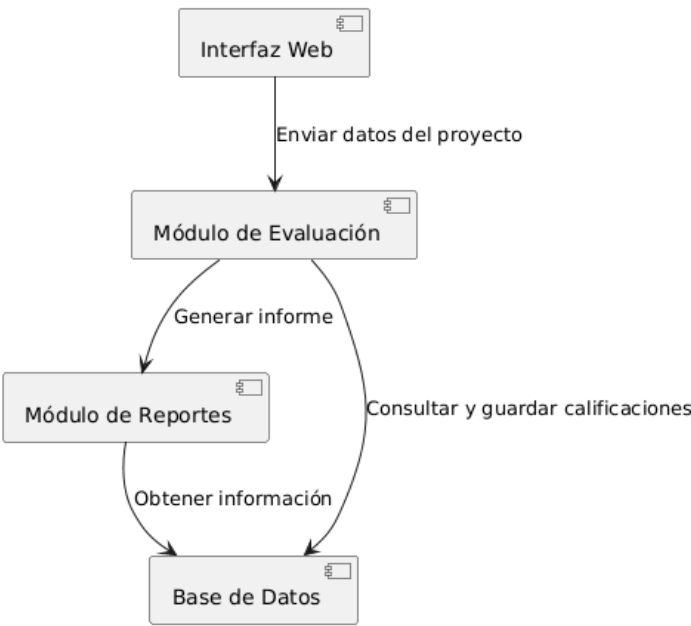 Interfaz Web
Enviar datos del proyecto
Módulo de Evaluación
Generar informe
Módulo de Reportes
Consultar y guardar calificaciones
Obtener información
Base de Datos